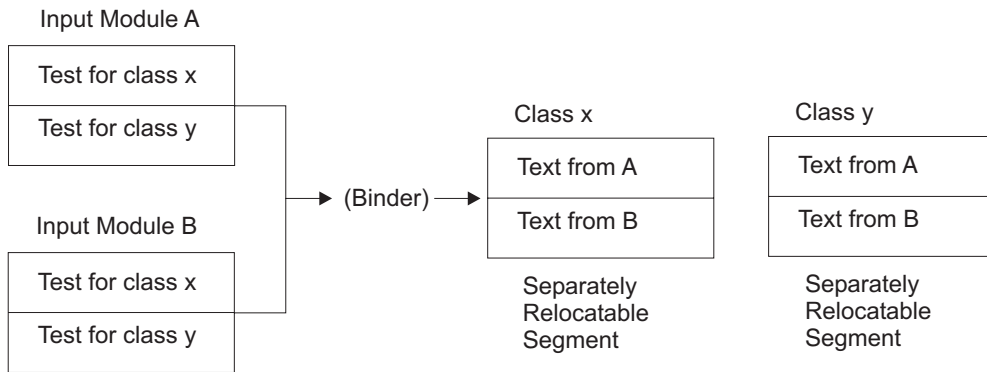 Input Module A
Test for class x
Test for class y
Input Module B
Test for class x
Test for class y
(Binder)
Class x
Text from A
Text from B
Separately
Relocatable
Segment
Class y
Text from A
Text from B
Separately
Relocatable
Segment